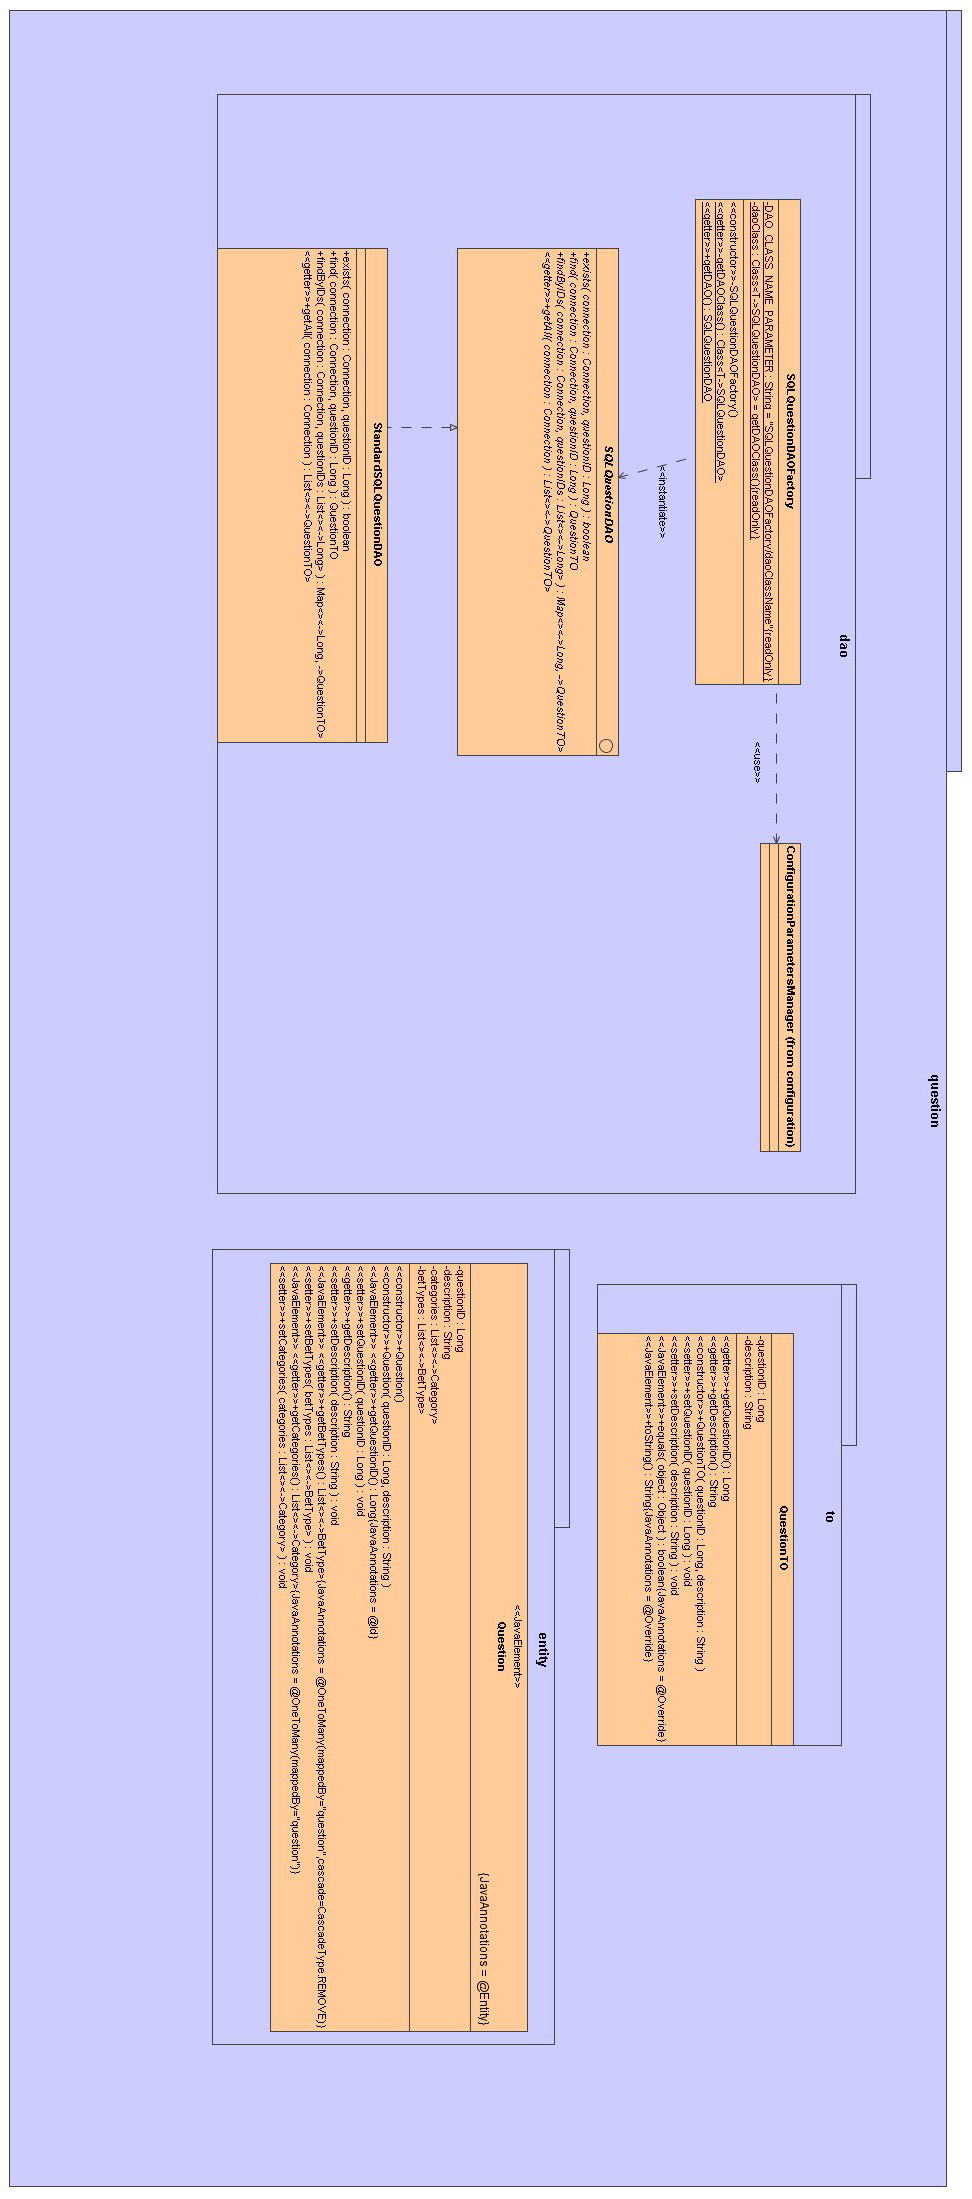 question
dao
SQLQuestionDAOFactory
-DAO_CLASS_NAME_PARAMETER : String = "SQLQuestionDAOFactory/daoClassName"{readOnly}
-daoClass : Class<T->SQLQuestionDAO> = getDAOClass(){readOnly}
<<constructor>>-SQLQuestionDAOFactory()
<<getter>>-getDAOClass() : Class<T->SQLQuestionDAO>
<<getter>>+getDAO() : SQLQuestionDAO
<<use>>
ConfigurationParametersManager (from configuration)
<<instantiate>>
SQLQuestionDAO
+exists( connection : Connection, questionID : Long ) : boolean
+find( connection : Connection, questionID : Long ) : QuestionTO
+findByIDs( connection : Connection, questionIDs : List<><->Long> ) : Map<><->Long, ->QuestionTO>
<<getter>>+getAll( connection : Connection ) : List<><->QuestionTO>
StandardSQLQuestionDAO
+exists( connection : Connection, questionID : Long ) : boolean
+find( connection : Connection, questionID : Long ) : QuestionTO
+findByIDs( connection : Connection, questionIDs : List<><->Long> ) : Map<><->Long, ->QuestionTO>
<<getter>>+getAll( connection : Connection ) : List<><->QuestionTO>
to
QuestionTO
-questionID : Long
-description : String
<<getter>>+getQuestionID() : Long
<<getter>>+getDescription() : String
<<constructor>>+QuestionTO( questionID : Long, description : String )
<<setter>>+setQuestionID( questionID : Long ) : void
<<setter>>+setDescription( description : String ) : void
<<JavaElement>>+equals( object : Object ) : boolean{JavaAnnotations = @Override}
<<JavaElement>>+toString() : String{JavaAnnotations = @Override}
entity
<<JavaElement>>
Question
{JavaAnnotations = @Entity}
-questionID : Long
-description : String
-categories : List<><->Category>
-betTypes : List<><->BetType>
<<constructor>>+Question()
<<constructor>>+Question( questionID : Long, description : String )
<<JavaElement>> <<getter>>+getQuestionID() : Long{JavaAnnotations = @Id}
<<setter>>+setQuestionID( questionID : Long ) : void
<<getter>>+getDescription() : String
<<setter>>+setDescription( description : String ) : void
<<JavaElement>> <<getter>>+getBetTypes() : List<><->BetType>{JavaAnnotations = @OneToMany(mappedBy="question",cascade=CascadeType.REMOVE)}
<<setter>>+setBetTypes( betTypes : List<><->BetType> ) : void
<<JavaElement>> <<getter>>+getCategories() : List<><->Category>{JavaAnnotations = @OneToMany(mappedBy="question")}
<<setter>>+setCategories( categories : List<><->Category> ) : void